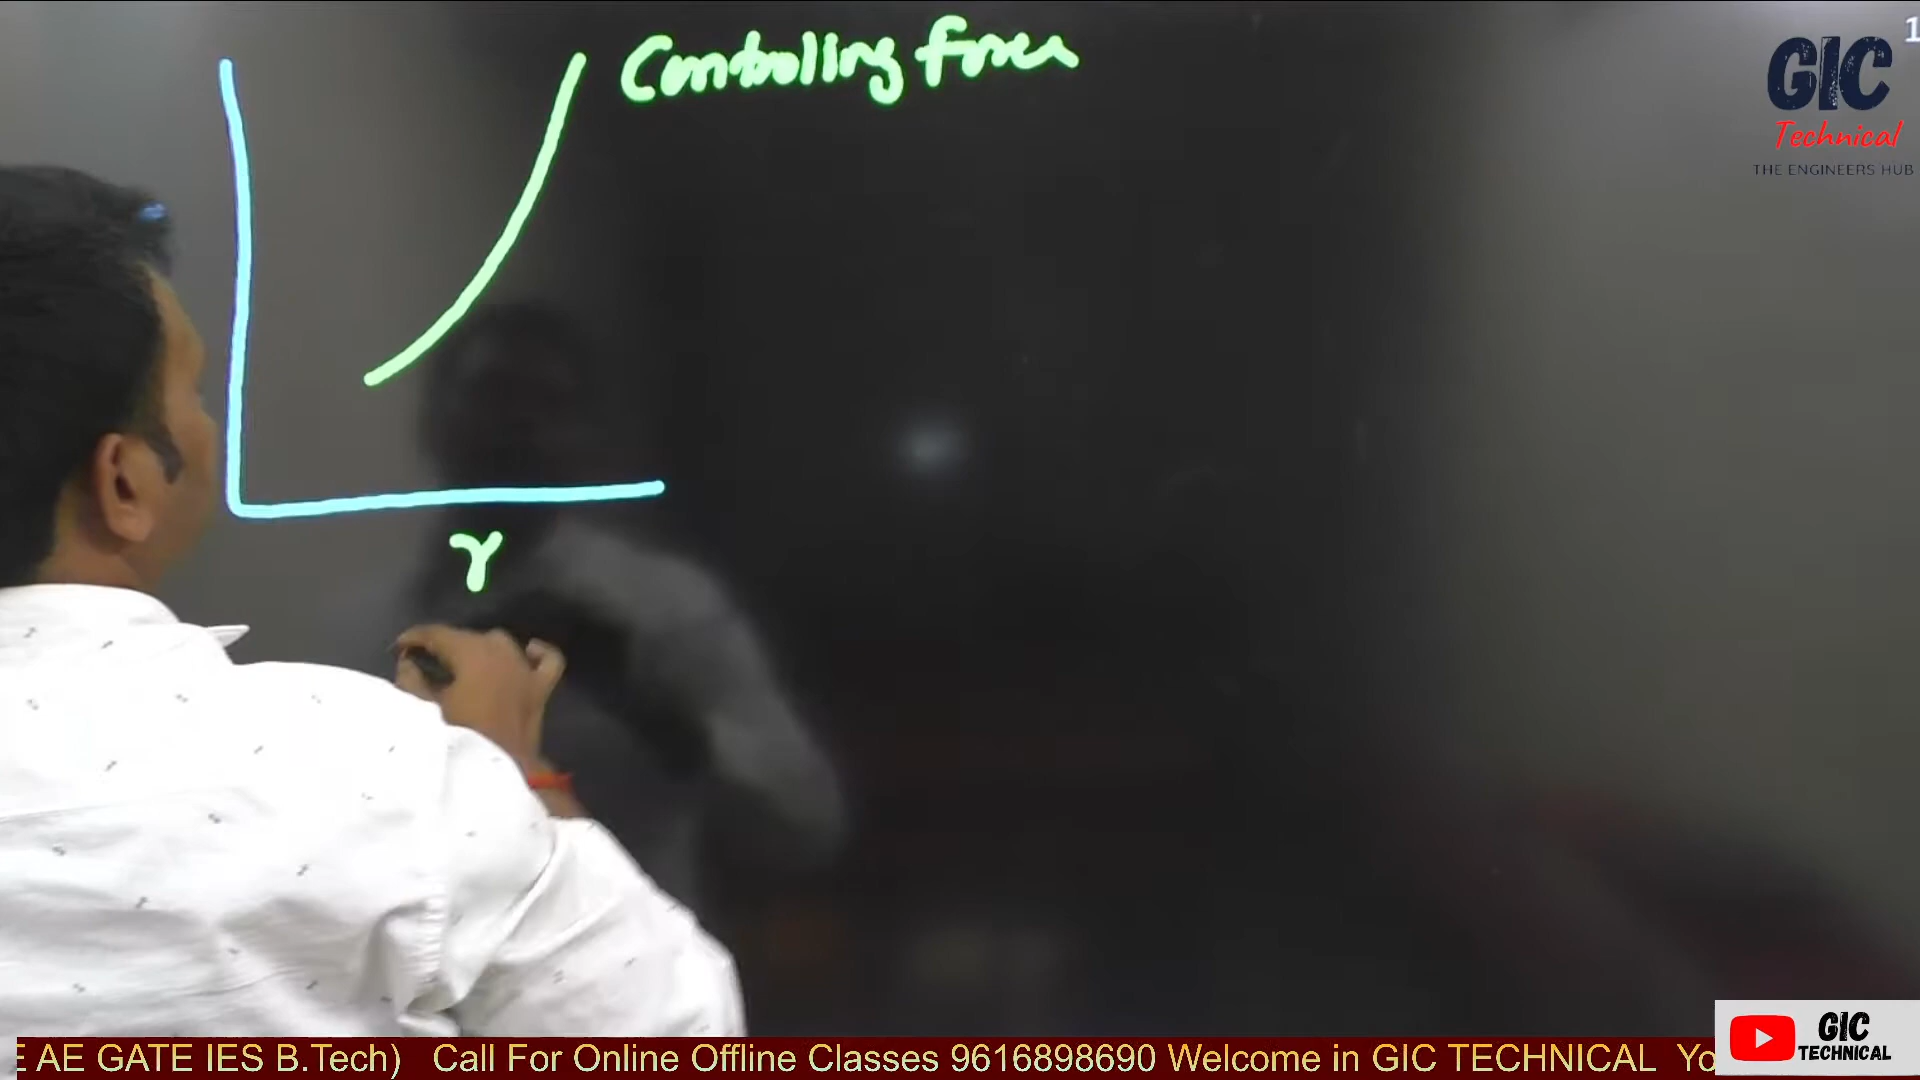 Controlling force
1
GIC
Technical
THE ENGINEERS HUB
r
E AE GATE IES B.Tech) Call For Online Offline Classes 9616898690 Welcome in GIC TECHNICAL Yo
GIC
TECHNICAL